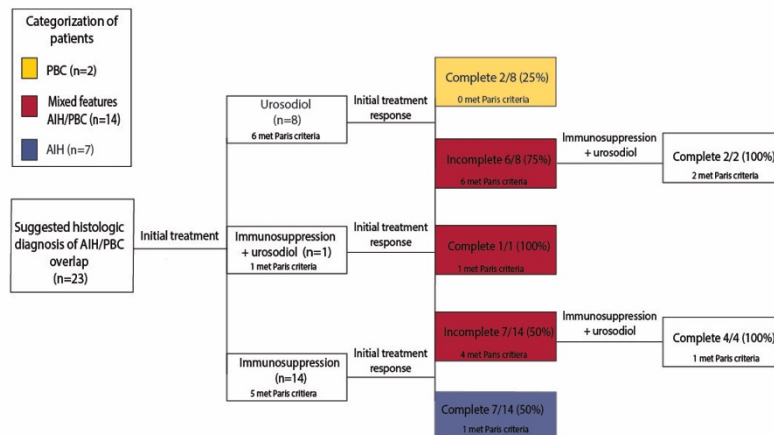 Categorization of
patients
PBC (n=2)
Mixed features
AIH/PBC (n=14)
AIH (n=7)
Suggested histologic
diagnosis of AIH/PBC
overlap
(n=23)
Initial treatment
Urosodiol
(n=8)
6 met Paris criteria
Immunosuppression
+ urosodiol (n=1)
1 met Paris criteria
Immunosuppression
(n=14)
5 met Paris critiera
Initial treatment
response
Initial treatment
response
Initial treatment
response
Complete 2/8 (25%)
0 met Paris criteria
Incomplete 6/8 (75%)
6 met Paris criteria
Complete 1/1 (100%)
1 met Paris criteria
Incomplete 7/14 (50%)
4 met Paris critiera
Complete 7/14 (50%)
1 met Paris criteria
Immunosuppression
+ urosodiol
Complete 2/2 (100%)
2 met Paris criteria
Immunosuppression
+ urosodiol
Complete 4/4 (100%)
1 met Paris criteria